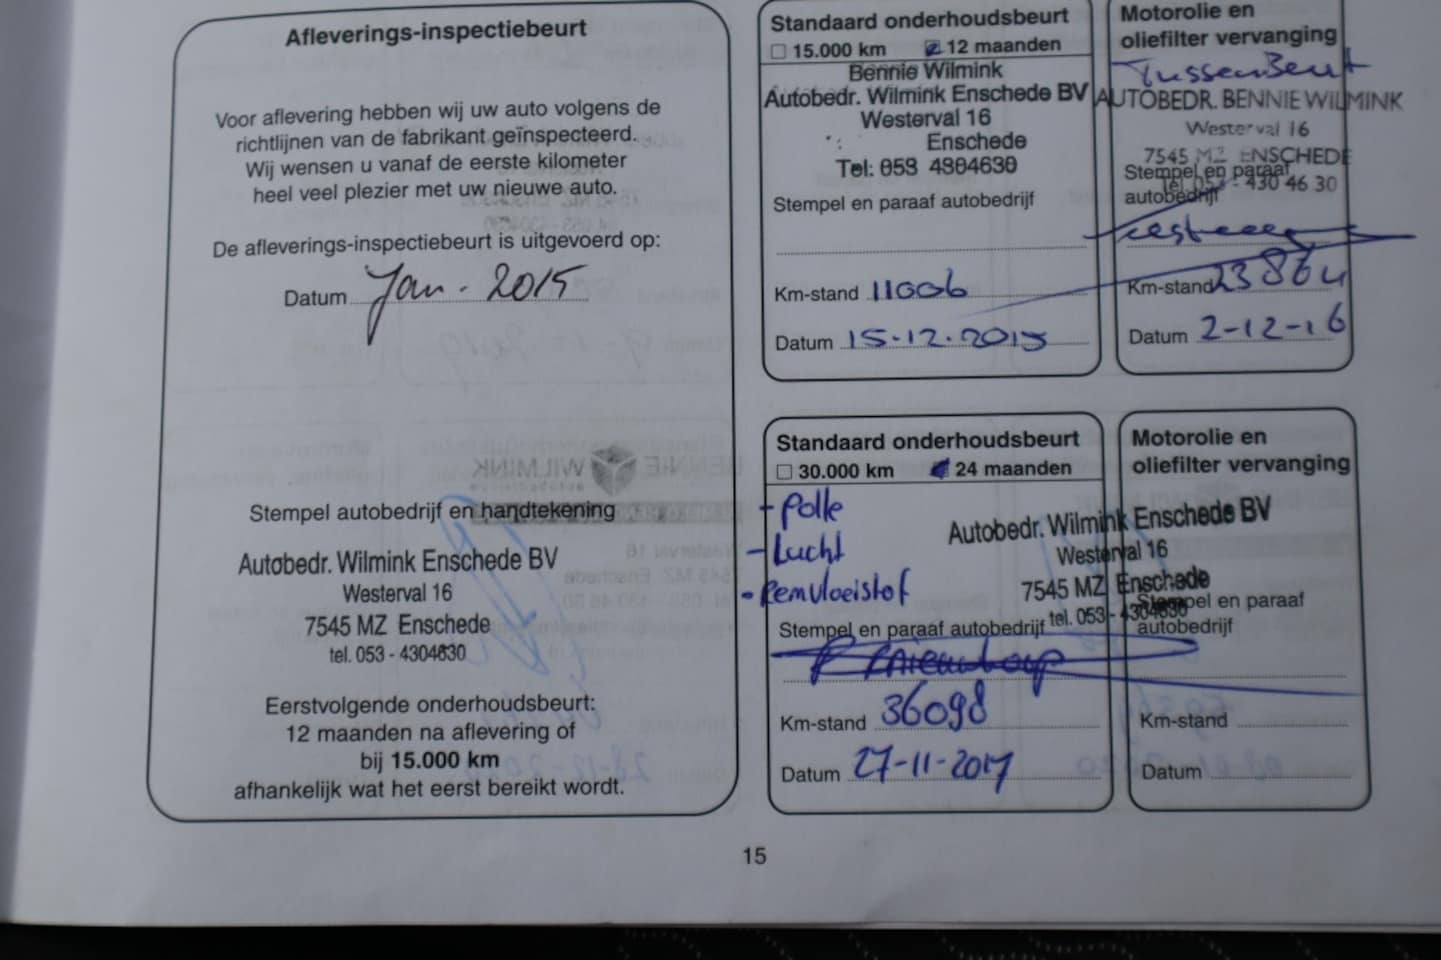 Afleverings-inspectiebeurt
Voor aflevering hebben wij uw auto volgens de
richtlijnen van de fabrikant geïnspecteerd.
Wij wensen u vanaf de eerste kilometer
heel veel plezier met uw nieuwe auto.
De afleverings-inspectiebeurt is uitgevoerd op:
Datum Jan. 2015
Stempel autobedrijf en handtekening
Autobedr. Wilmink Enschede BV
Westerval 16
7545 MZ Enschede
tel. 053 - 4304630
Eerstvolgende onderhoudsbeurt:
12 maanden na aflevering of
bij 15.000 km
afhankelijk wat het eerst bereikt wordt.
Standaard onderhoudsbeurt
15.000 km 12 maanden
Bennie Wilmink
Autobedr. Wilmink Enschede BV
Westerval 16
Enschede
Tel: 053 4304630
Stempel en paraaf autobedrijf
Km-stand 11006
Datum 15-12-2015
Motorolie en
oliefilter vervanging
Tussenbeurt
AUTOBEDR. BENNIE WILMINK
Westerval 16
7545 MZ ENSCHEDE
Stempel en paraaf
Tel. 053 - 430 46 30
autobedrijf
Km-stand 23864
Datum 2-12-16
Standaard onderhoudsbeurt
30.000 km 24 maanden
- Polle
- Lucht
- Remvloeistof
Autobedr. Wilmink Enschede BV
Westerval 16
7545 MZ Enschede
tel. 053 - 4304630
Stempel en paraaf autobedrijf
Km-stand 36098
Datum 27-11-2017
Motorolie en
oliefilter vervanging
Stempel en paraaf
autobedrijf
Km-stand
Datum
15